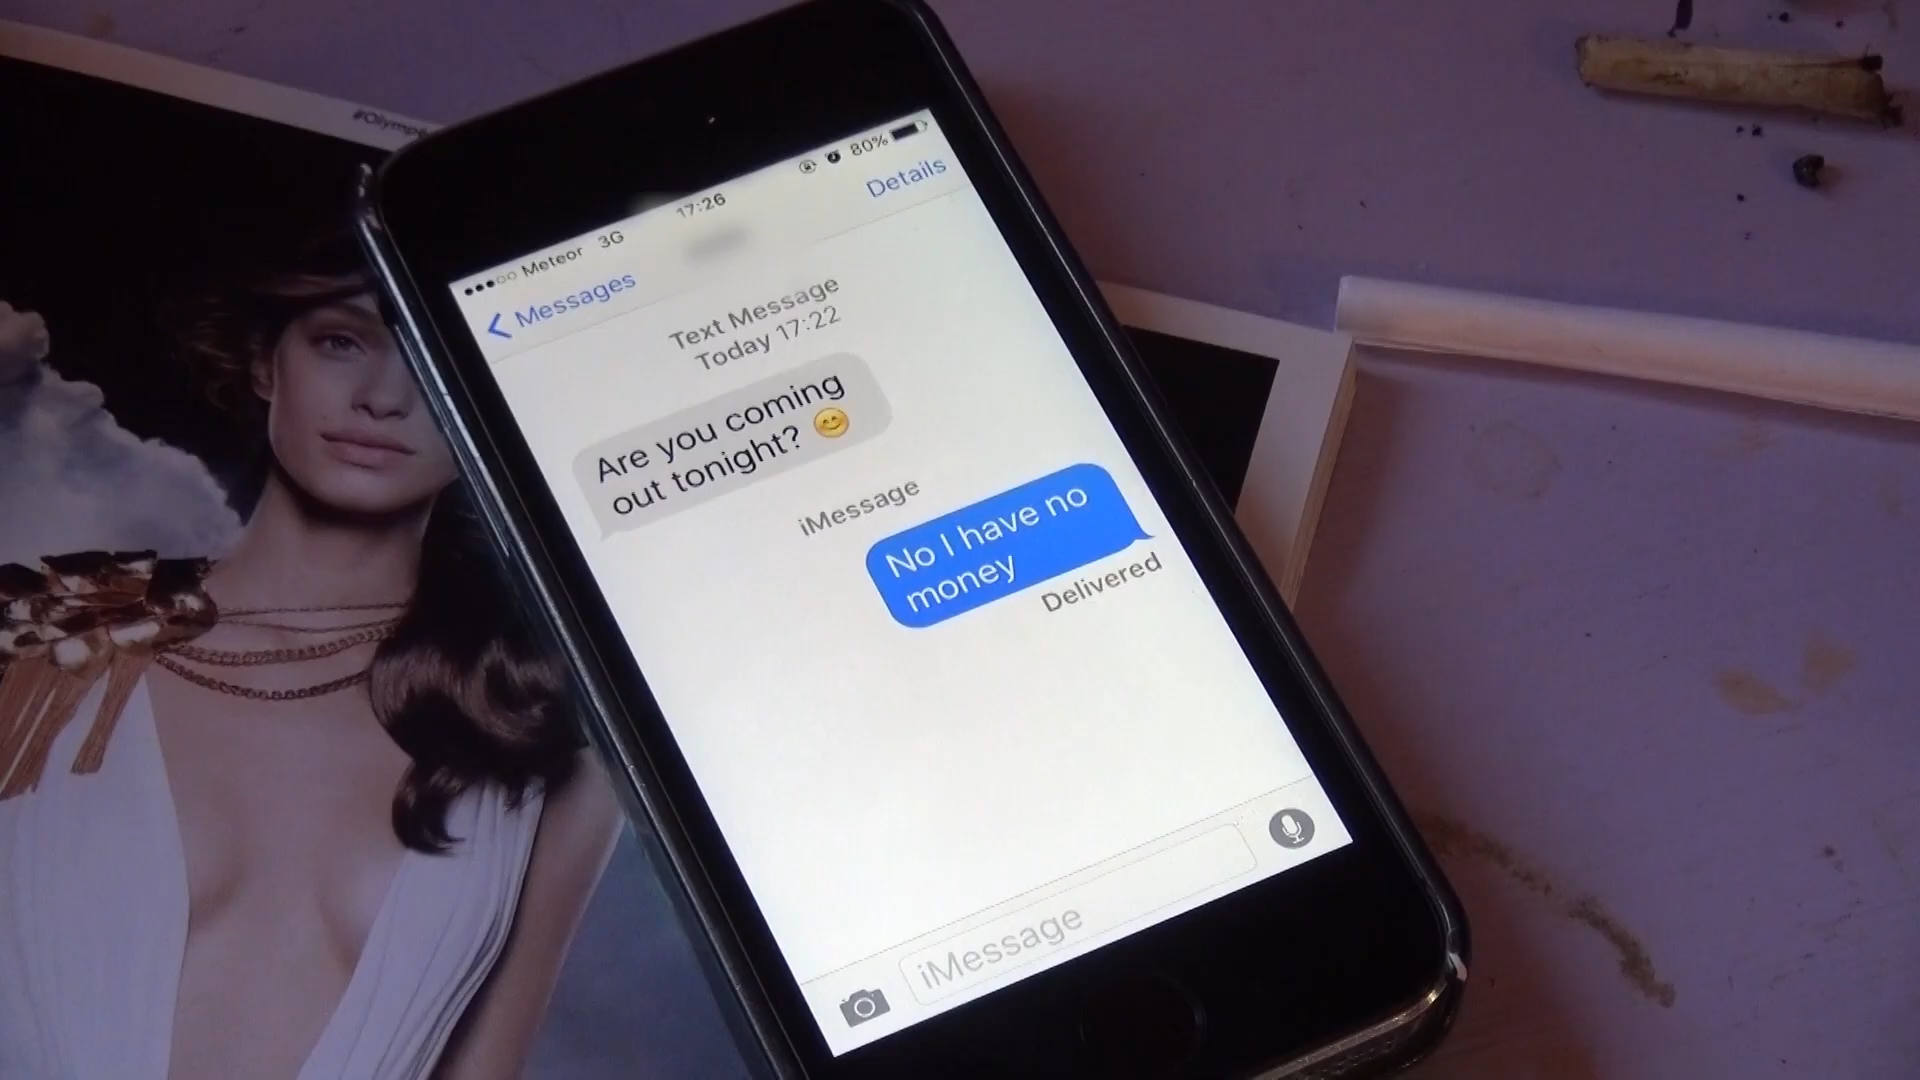 #Olympé
Meteor 3G 17:26 80%
Messages Details
Text Message
Today 17:22
Are you coming
out tonight? 😊
iMessage
No I have no
money
Delivered
iMessage